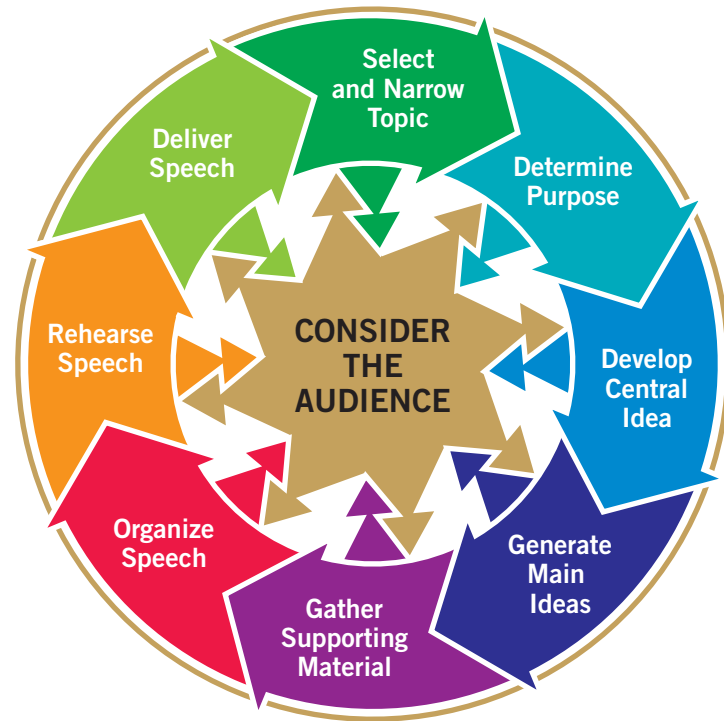 Select
and Narrow
Topic
Determine
Purpose
Develop
Central
Idea
Generate
Main
Ideas
Gather
Supporting
Material
Organize
Speech
Rehearse
Speech
Deliver
Speech
CONSIDER
THE
AUDIENCE